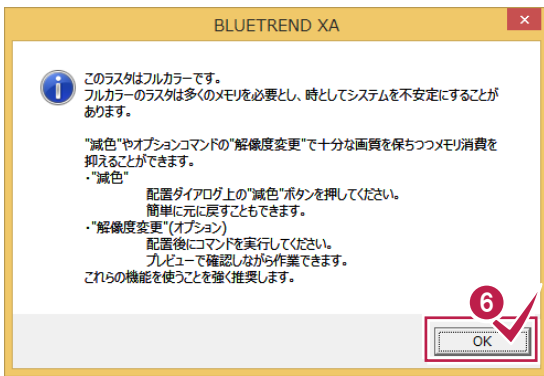 BLUETREND XA
このラスタはフルカラーです。
フルカラーのラスタは多くのメモリを必要とし、時としてシステムを不安定にすることが
あります。
"減色"やオプションコマンドの"解像度変更"で十分な画質を保ちつつメモリ消費を
抑えることができます。
・"減色"
配置ダイアログ上の"減色"ボタンを押してください。
簡単に元に戻すこともできます。
・"解像度変更"(オプション)
配置後にコマンドを実行してください。
プレビューで確認しながら作業できます。
これらの機能を使うことを強く推奨します。
6
OK